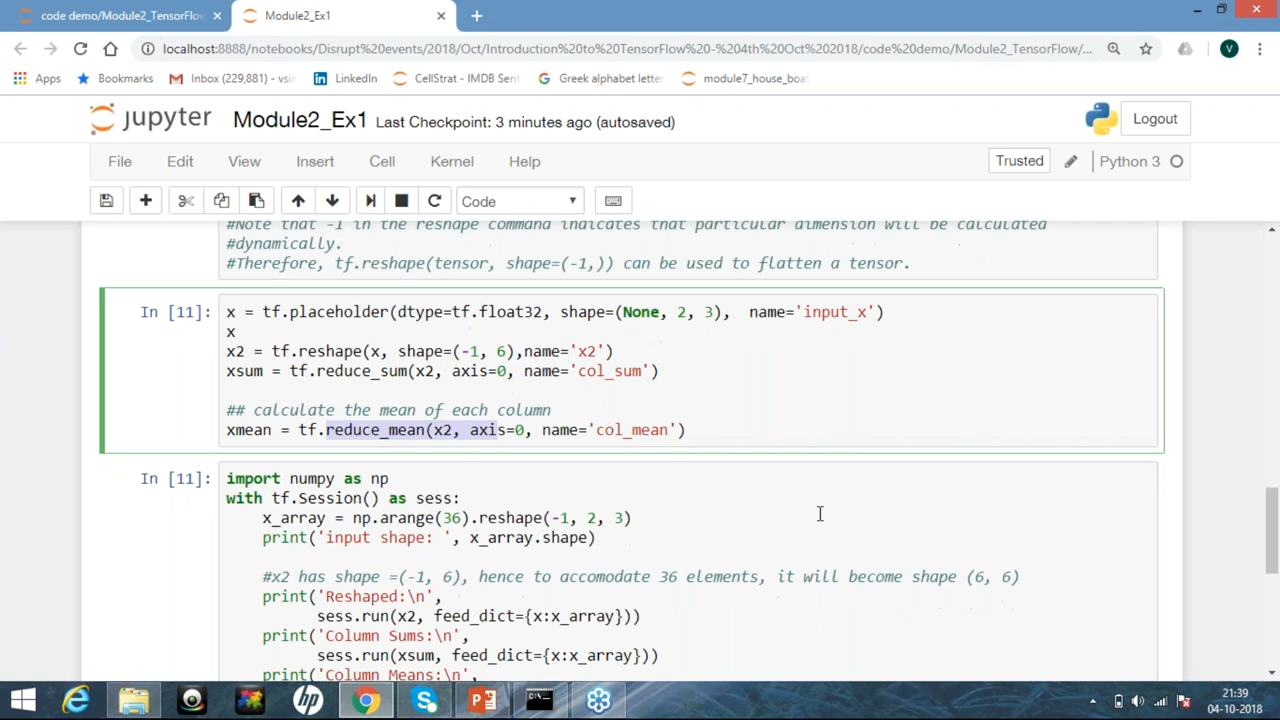 code demo/Module2_TensorFlow
Module2_Ex1
localhost:8888/notebooks/Disrupt%20events/2018/Oct/Introduction%20to%20TensorFlow%20-%204th%20Oct%202018/code%20demo/Module2_TensorFlow/...
V
Apps Bookmarks Inbox (229,881) - vsin LinkedIn CellStrat - IMDB Sent Greek alphabet letter module7_house_boat
jupyter Module2_Ex1 Last Checkpoint: 3 minutes ago (autosaved) Logout
File Edit View Insert Cell Kernel Help Trusted Python 3
Code
#Note that -1 in the reshape command indicates that particular dimension will be calculated
#dynamically.
#Therefore, tf.reshape(tensor, shape=(-1,)) can be used to flatten a tensor.
In [11]: x = tf.placeholder(dtype=tf.float32, shape=(None, 2, 3),  name='input_x')
x
x2 = tf.reshape(x, shape=(-1, 6),name='x2')
xsum = tf.reduce_sum(x2, axis=0, name='col_sum')
## calculate the mean of each column
xmean = tf.reduce_mean(x2, axis=0, name='col_mean')
In [11]: import numpy as np
with tf.Session() as sess:
x_array = np.arange(36).reshape(-1, 2, 3)
print('input shape: ', x_array.shape)
#x2 has shape =(-1, 6), hence to accomodate 36 elements, it will become shape (6, 6)
print('Reshaped:\n',
sess.run(x2, feed_dict={x:x_array}))
print('Column Sums:\n',
sess.run(xsum, feed_dict={x:x_array}))
print('Column Means:\n',
hp
21:39
04-10-2018